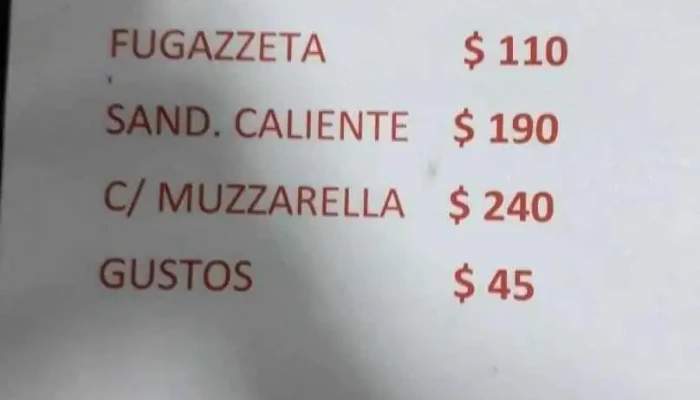 FUGAZZETA $ 110
SAND. CALIENTE $ 190
C/ MUZZARELLA $ 240
GUSTOS $ 45